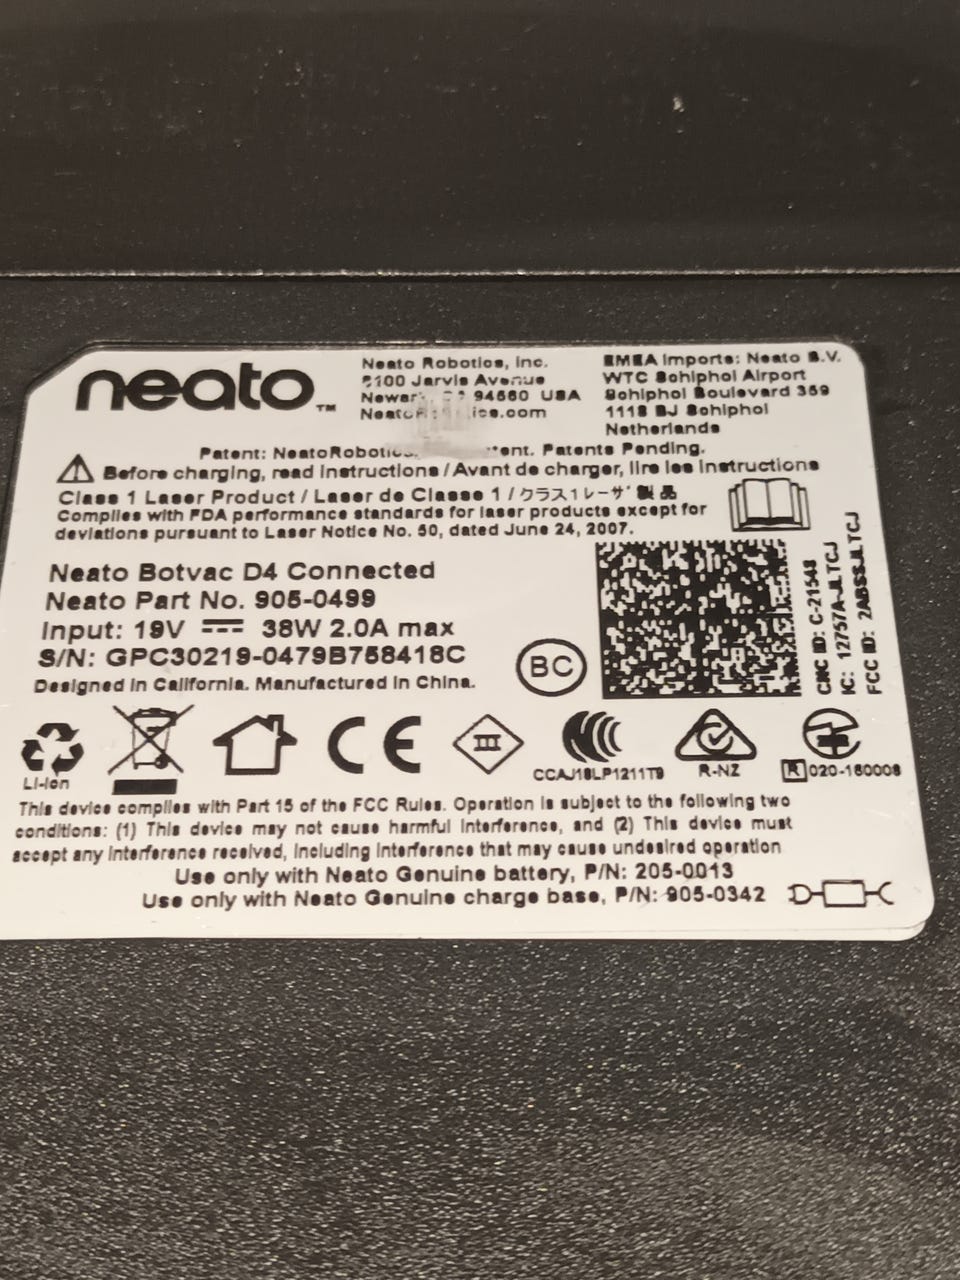 neato™
Neato Robotics, Inc.
Jarvis Avenue
94560 USA
EMEA Imports: Neato B.V.
WTC Schiphol Airport
Schiphol Boulevard 359
1118 BJ Schiphol
Netherlands
Patent: Patents Pending.
Before charging, read instructions / Avant de charger, lire les instructions
Class 1 Laser Product / Laser de Classe 1 / クラス1レーザ製品
Complies with FDA performance standards for laser products except for
deviations pursuant to Laser Notice No. 50, dated June 24, 2007.
Neato Botvac D4 Connected
Neato Part No. 905-0499
Input: 19V 38W 2.0A max
S/N: GPC30219-0479B758418C
Designed in California. Manufactured in China.
BC
CJRC ID: C-21548
IC: 12757A-JLTCJ
FCC ID: 2ABSSJLTCJ
Li-ion
CE
III
CCAJ18LP1211T9
R-NZ
R 020-180008
This device complies with Part 15 of the FCC Rules. Operation is subject to the following two
conditions: (1) This device may not cause harmful interference, and (2) This device must
accept any interference received, including interference that may cause undesired operation
Use only with Neato Genuine battery, P/N: 205-0013
Use only with Neato Genuine charge base, P/N: 905-0342